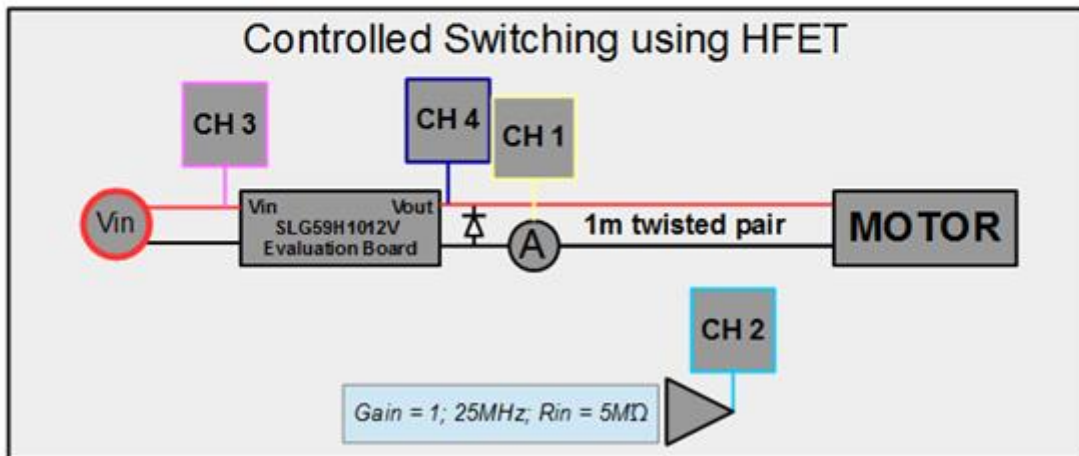 Controlled Switching using HFET
CH 3
CH 4
CH 1
Vin
Vin Vout
SLG59H1012V
Evaluation Board
A
1m twisted pair
MOTOR
CH 2
Gain = 1; 25MHz; Rin = 5MΩ